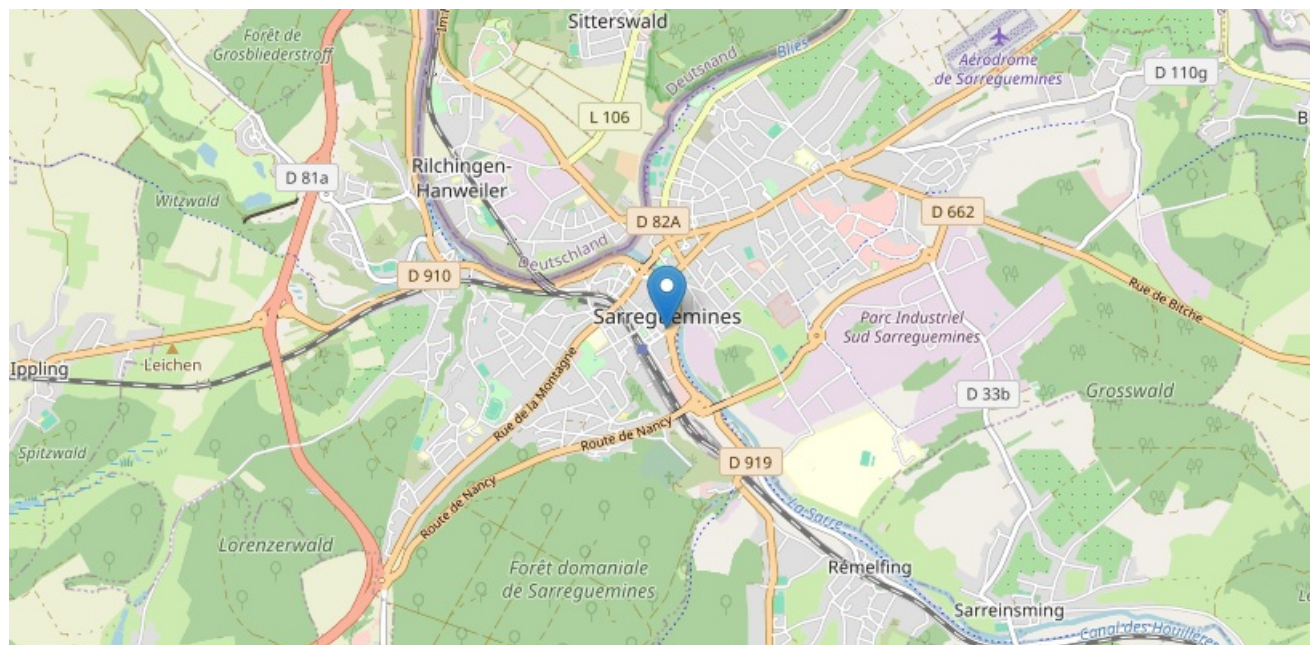 Sitterswald
Forêt de
Grosbliederstroff
Deutschland
Blies
Aérodrome
de Sarreguemines
D 110g
L 106
Rilchingen-
Hanweiler
D 81a
Witzwald
D 82A
D 662
Deutschland
D 910
Rue de Bitche
Sarreguemines
Parc Industriel
Sud Sarreguemines
Ippling
Leichen
Rue de la Montagne
D 33b
Grosswald
Route de Nancy
Spitzwald
D 919
Route de Nancy
La Sarre
Lorenzerwald
Forêt domaniale
de Sarreguemines
Rémelfing
Sarreinsming
Canal des Houillères